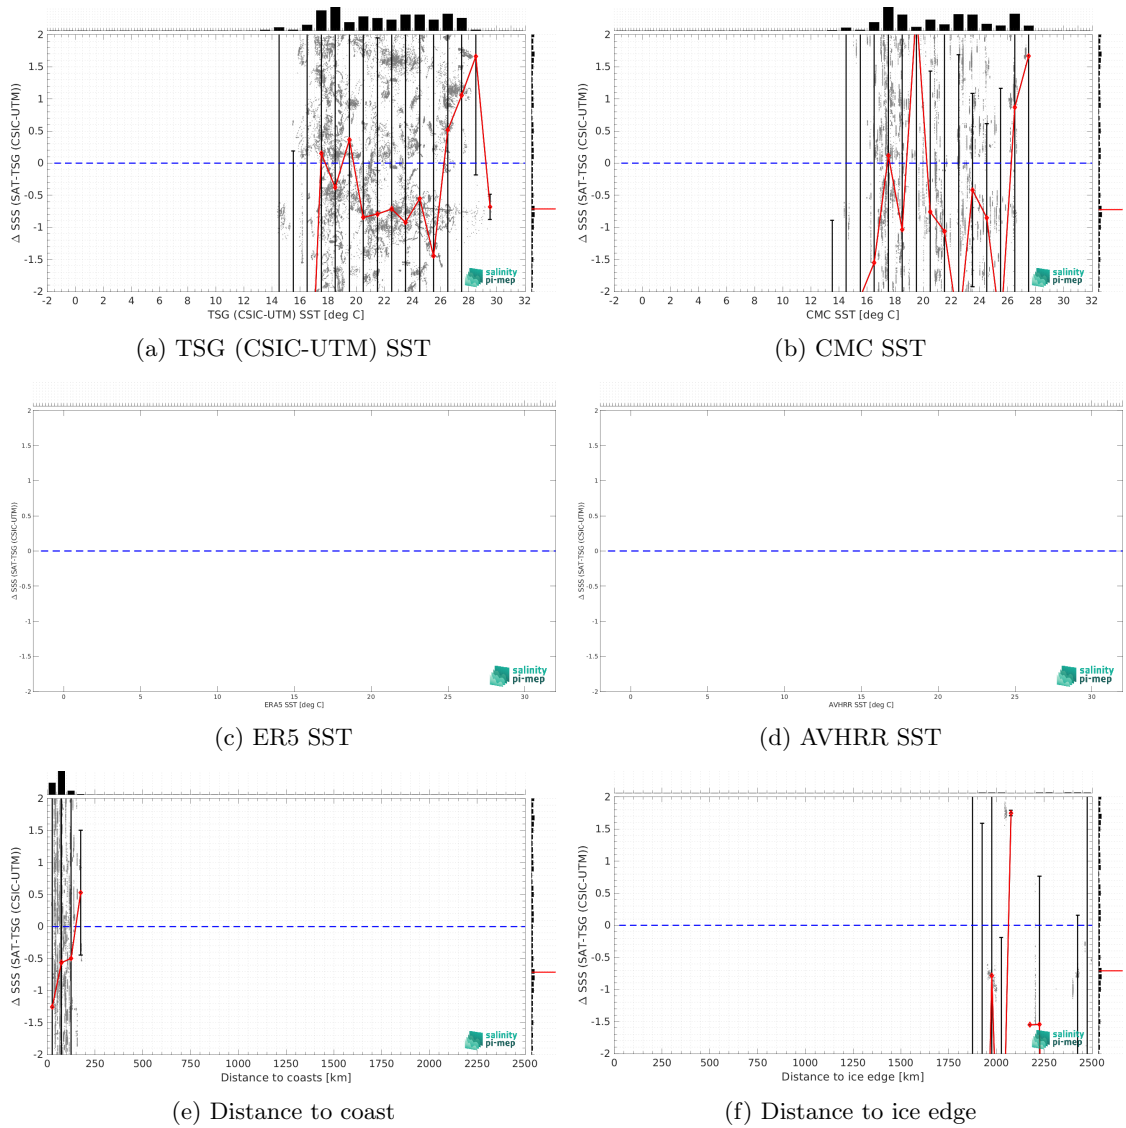 2
1.5
1
0.5
0
-0.5
-1
-1.5
-2
Δ SSS (SAT-TSG (CSIC-UTM))
-2 0 2 4 6 8 10 12 14 16 18 20 22 24 26 28 30 32
TSG (CSIC-UTM) SST [deg C]
salinity
pi-mep
(a) TSG (CSIC-UTM) SST
2
1.5
1
0.5
0
-0.5
-1
-1.5
-2
Δ SSS (SAT-TSG (CSIC-UTM))
-2 0 2 4 6 8 10 12 14 16 18 20 22 24 26 28 30 32
CMC SST [deg C]
salinity
pi-mep
(b) CMC SST
2
1.5
1
0.5
0
-0.5
-1
-1.5
-2
Δ SSS (SAT-TSG (CSIC-UTM))
0 5 10 15 20 25 30
ERA5 SST [deg C]
salinity
pi-mep
(c) ER5 SST
2
1.5
1
0.5
0
-0.5
-1
-1.5
-2
Δ SSS (SAT-TSG (CSIC-UTM))
0 5 10 15 20 25 30
AVHRR SST [deg C]
salinity
pi-mep
(d) AVHRR SST
2
1.5
1
0.5
0
-0.5
-1
-1.5
-2
Δ SSS (SAT-TSG (CSIC-UTM))
0 250 500 750 1000 1250 1500 1750 2000 2250 2500
Distance to coasts [km]
salinity
pi-mep
(e) Distance to coast
2
1.5
1
0.5
0
-0.5
-1
-1.5
-2
Δ SSS (SAT-TSG (CSIC-UTM))
0 250 500 750 1000 1250 1500 1750 2000 2250 2500
Distance to ice edge [km]
salinity
pi-mep
(f) Distance to ice edge